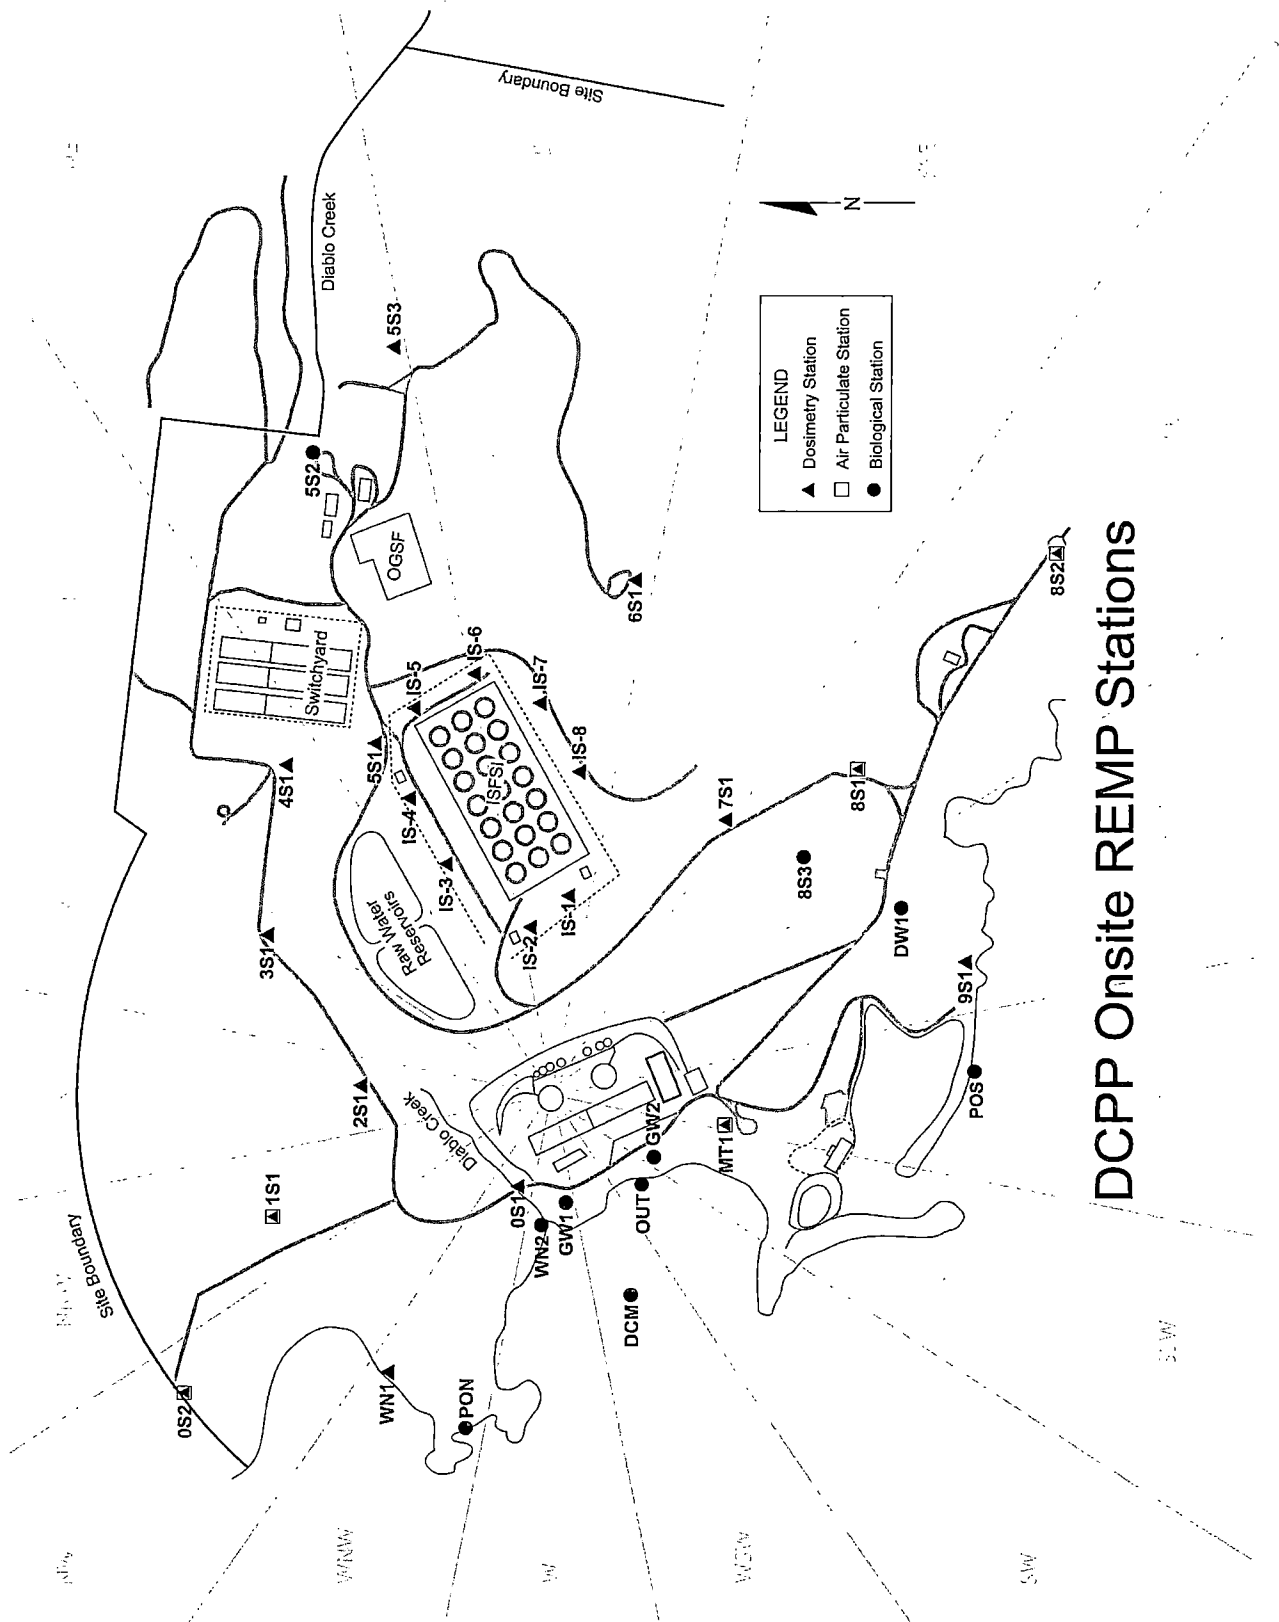 DCPP Onsite REMP Stations
LEGEND
Dosimetry Station
Air Particulate Station
Biological Station
N
Site Boundary
Site Boundary
Diablo Creek
Diablo Creek
Switchyard
OGSF
ISFSI
Raw Water
Reservoirs
0S2
1S1
WN1
PON
2S1
3S1
4S1
5S1
5S2
5S3
6S1
7S1
8S1
8S2
8S3
9S1
0S1
WN2
GW1
GW2
OUT
DCM
MT1
DW1
POS
IS-1
IS-2
IS-3
IS-4
IS-5
IS-6
IS-7
IS-8
WNW
W
WSW
SW